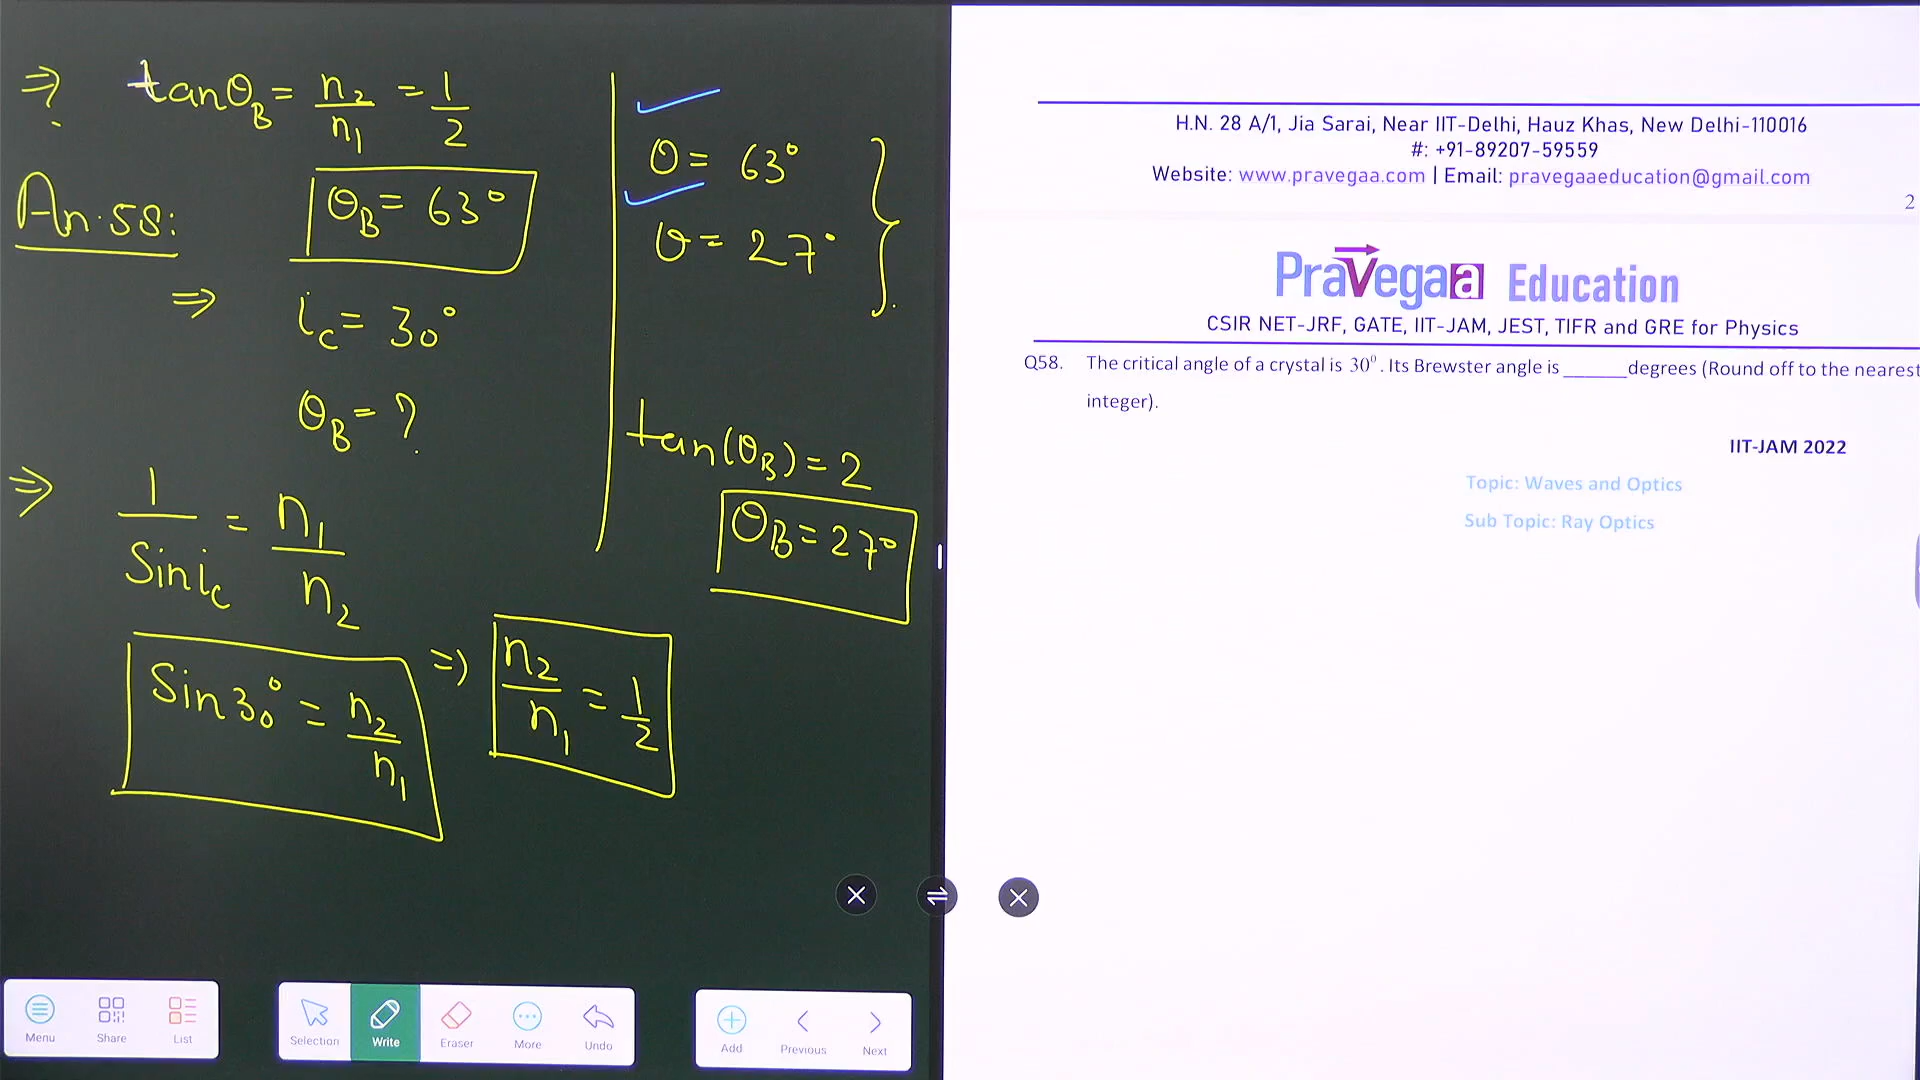 ⇒ tanθ_B = n₂/n₁ = 1/2
An·58:
θ_B = 63°
⇒ i_c = 30°
θ_B = ?
⇒ 1/Sin i_c = n₁/n₂
Sin30° = n₂/n₁ ⇒ n₂/n₁ = 1/2
θ = 63°
θ = 27°
tan(θ_B) = 2
θ_B = 27°
Menu
Share
List
Selection
Write
Eraser
More
Undo
Add
Previous
Next
H.N. 28 A/1, Jia Sarai, Near IIT-Delhi, Hauz Khas, New Delhi-110016
#: +91-89207-59559
Website: www.pravegaa.com | Email: pravegaaeducation@gmail.com
2
Pravegaa Education
CSIR NET-JRF, GATE, IIT-JAM, JEST, TIFR and GRE for Physics
Q58. The critical angle of a crystal is 30°. Its Brewster angle is ______degrees (Round off to the nearest
integer).
IIT-JAM 2022
Topic: Waves and Optics
Sub Topic: Ray Optics